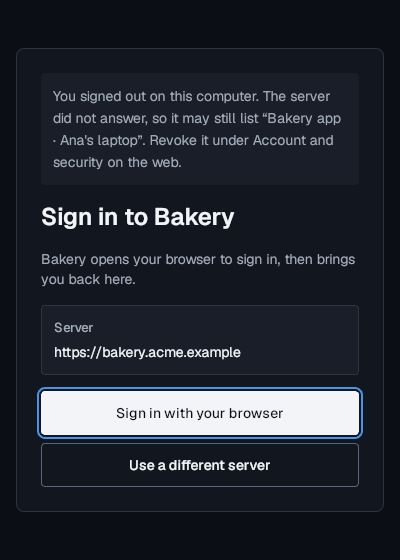 You signed out on this computer. The server
did not answer, so it may still list “Bakery app
· Ana's laptop”. Revoke it under Account and
security on the web.
Sign in to Bakery
Bakery opens your browser to sign in, then brings
you back here.
Server
https://bakery.acme.example
Sign in with your browser
Use a different server